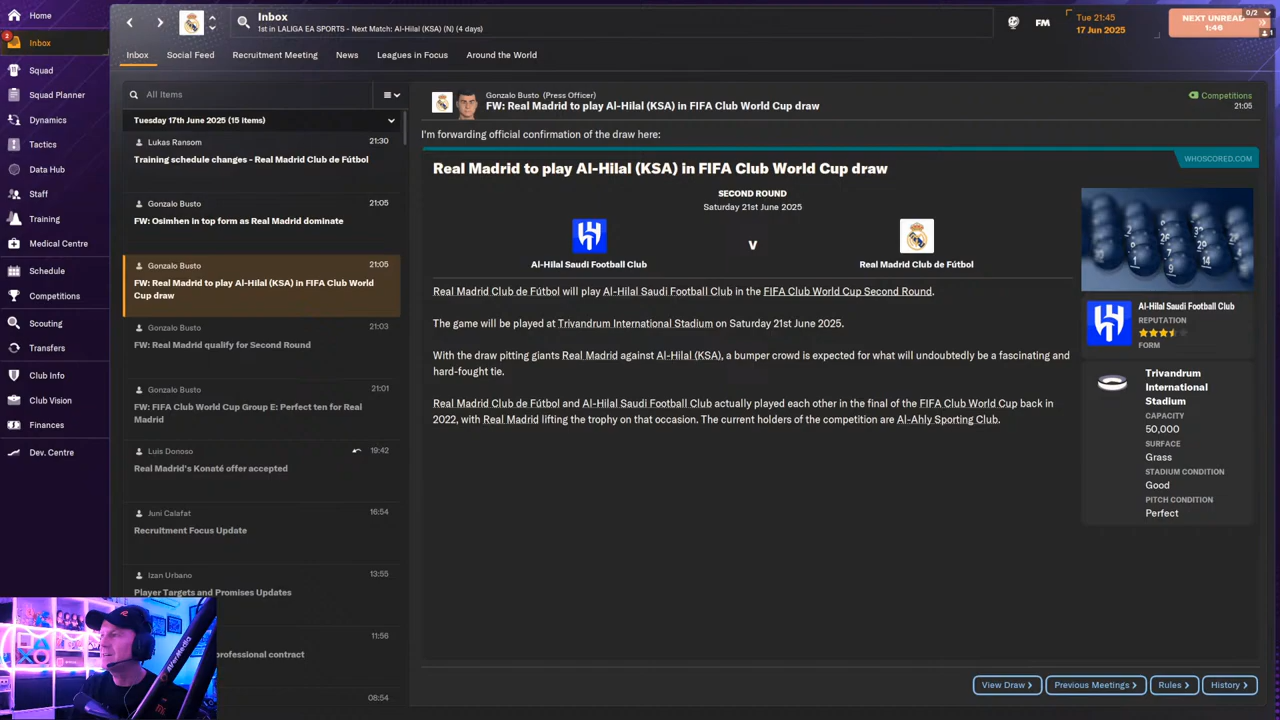 Home
Inbox
1st in LALIGA EA SPORTS - Next Match: Al-Hilal (KSA) (N) (4 days)
FM
Tue 21:45
17 Jun 2025
NEXT UNREAD
1:46
0/2
1
2
Inbox
Squad
Squad Planner
Dynamics
Tactics
Data Hub
Staff
Training
Medical Centre
Schedule
Competitions
Scouting
Transfers
Club Info
Club Vision
Finances
Dev. Centre
Inbox
Social Feed
Recruitment Meeting
News
Leagues in Focus
Around the World
All Items
Tuesday 17th June 2025 (15 Items)
Lukas Ransom
21:30
Training schedule changes - Real Madrid Club de Fútbol
Gonzalo Busto
21:05
FW: Osimhen in top form as Real Madrid dominate
Gonzalo Busto
21:05
FW: Real Madrid to play Al-Hilal (KSA) in FIFA Club World
Cup draw
Gonzalo Busto
21:03
FW: Real Madrid qualify for Second Round
Gonzalo Busto
21:01
FW: FIFA Club World Cup Group E: Perfect ten for Real
Madrid
Luis Donoso
19:42
Real Madrid's Konaté offer accepted
Juni Calafat
16:54
Recruitment Focus Update
Izan Urbano
13:55
Player Targets and Promises Updates
11:56
professional contract
08:54
Gonzalo Busto (Press Officer)
FW: Real Madrid to play Al-Hilal (KSA) in FIFA Club World Cup draw
Competitions
21:05
I'm forwarding official confirmation of the draw here:
WHOSCORED.COM
Real Madrid to play Al-Hilal (KSA) in FIFA Club World Cup draw
SECOND ROUND
Saturday 21st June 2025
v
Al-Hilal Saudi Football Club
Real Madrid Club de Fútbol
Real Madrid Club de Fútbol will play Al-Hilal Saudi Football Club in the FIFA Club World Cup Second Round.
The game will be played at Trivandrum International Stadium on Saturday 21st June 2025.
With the draw pitting giants Real Madrid against Al-Hilal (KSA), a bumper crowd is expected for what will undoubtedly be a fascinating and
hard-fought tie.
Real Madrid Club de Fútbol and Al-Hilal Saudi Football Club actually played each other in the final of the FIFA Club World Cup back in
2022, with Real Madrid lifting the trophy on that occasion. The current holders of the competition are Al-Ahly Sporting Club.
Al-Hilal Saudi Football Club
REPUTATION
FORM
Trivandrum
International
Stadium
CAPACITY
50,000
SURFACE
Grass
STADIUM CONDITION
Good
PITCH CONDITION
Perfect
View Draw
Previous Meetings
Rules
History